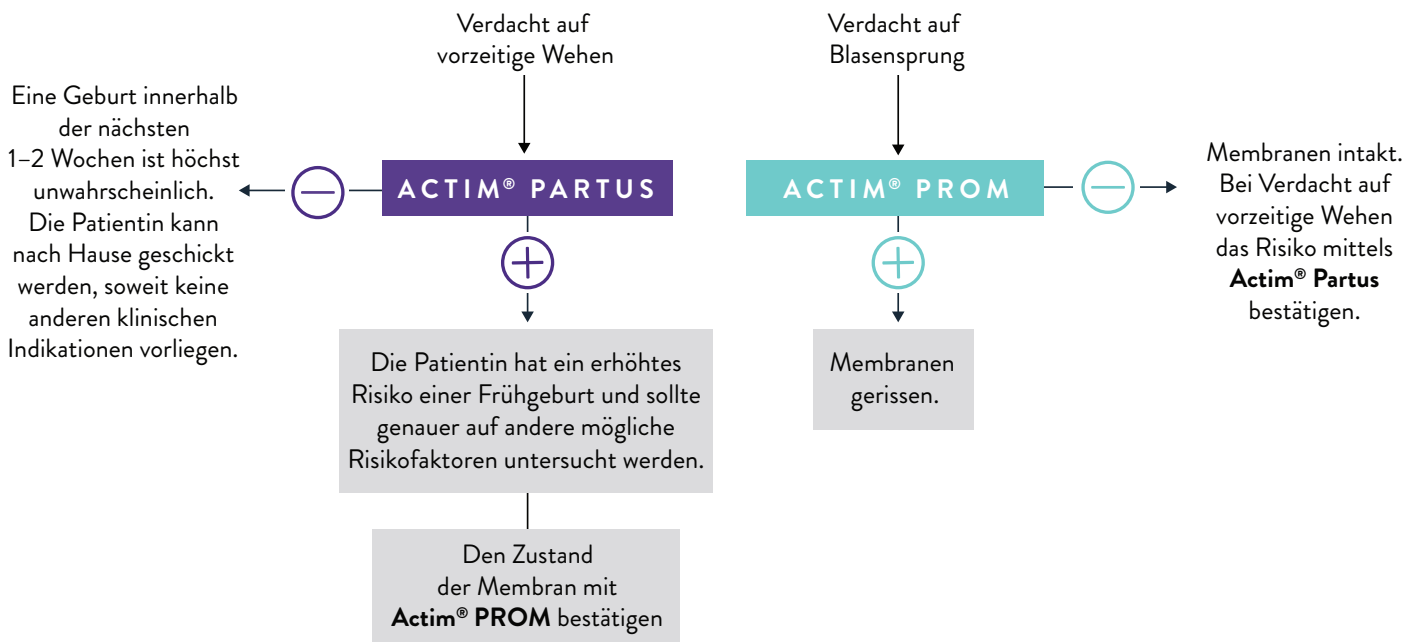 Verdacht auf
vorzeitige Wehen
Eine Geburt innerhalb
der nächsten
1–2 Wochen ist höchst
unwahrscheinlich.
Die Patientin kann
nach Hause geschickt
werden, soweit keine
anderen klinischen
Indikationen vorliegen.
ACTIM® PARTUS
Die Patientin hat ein erhöhtes
Risiko einer Frühgeburt und sollte
genauer auf andere mögliche
Risikofaktoren untersucht werden.
Den Zustand
der Membran mit
Actim® PROM bestätigen
Verdacht auf
Blasensprung
ACTIM® PROM
Membranen
gerissen.
Membranen intakt.
Bei Verdacht auf
vorzeitige Wehen
das Risiko mittels
Actim® Partus
bestätigen.